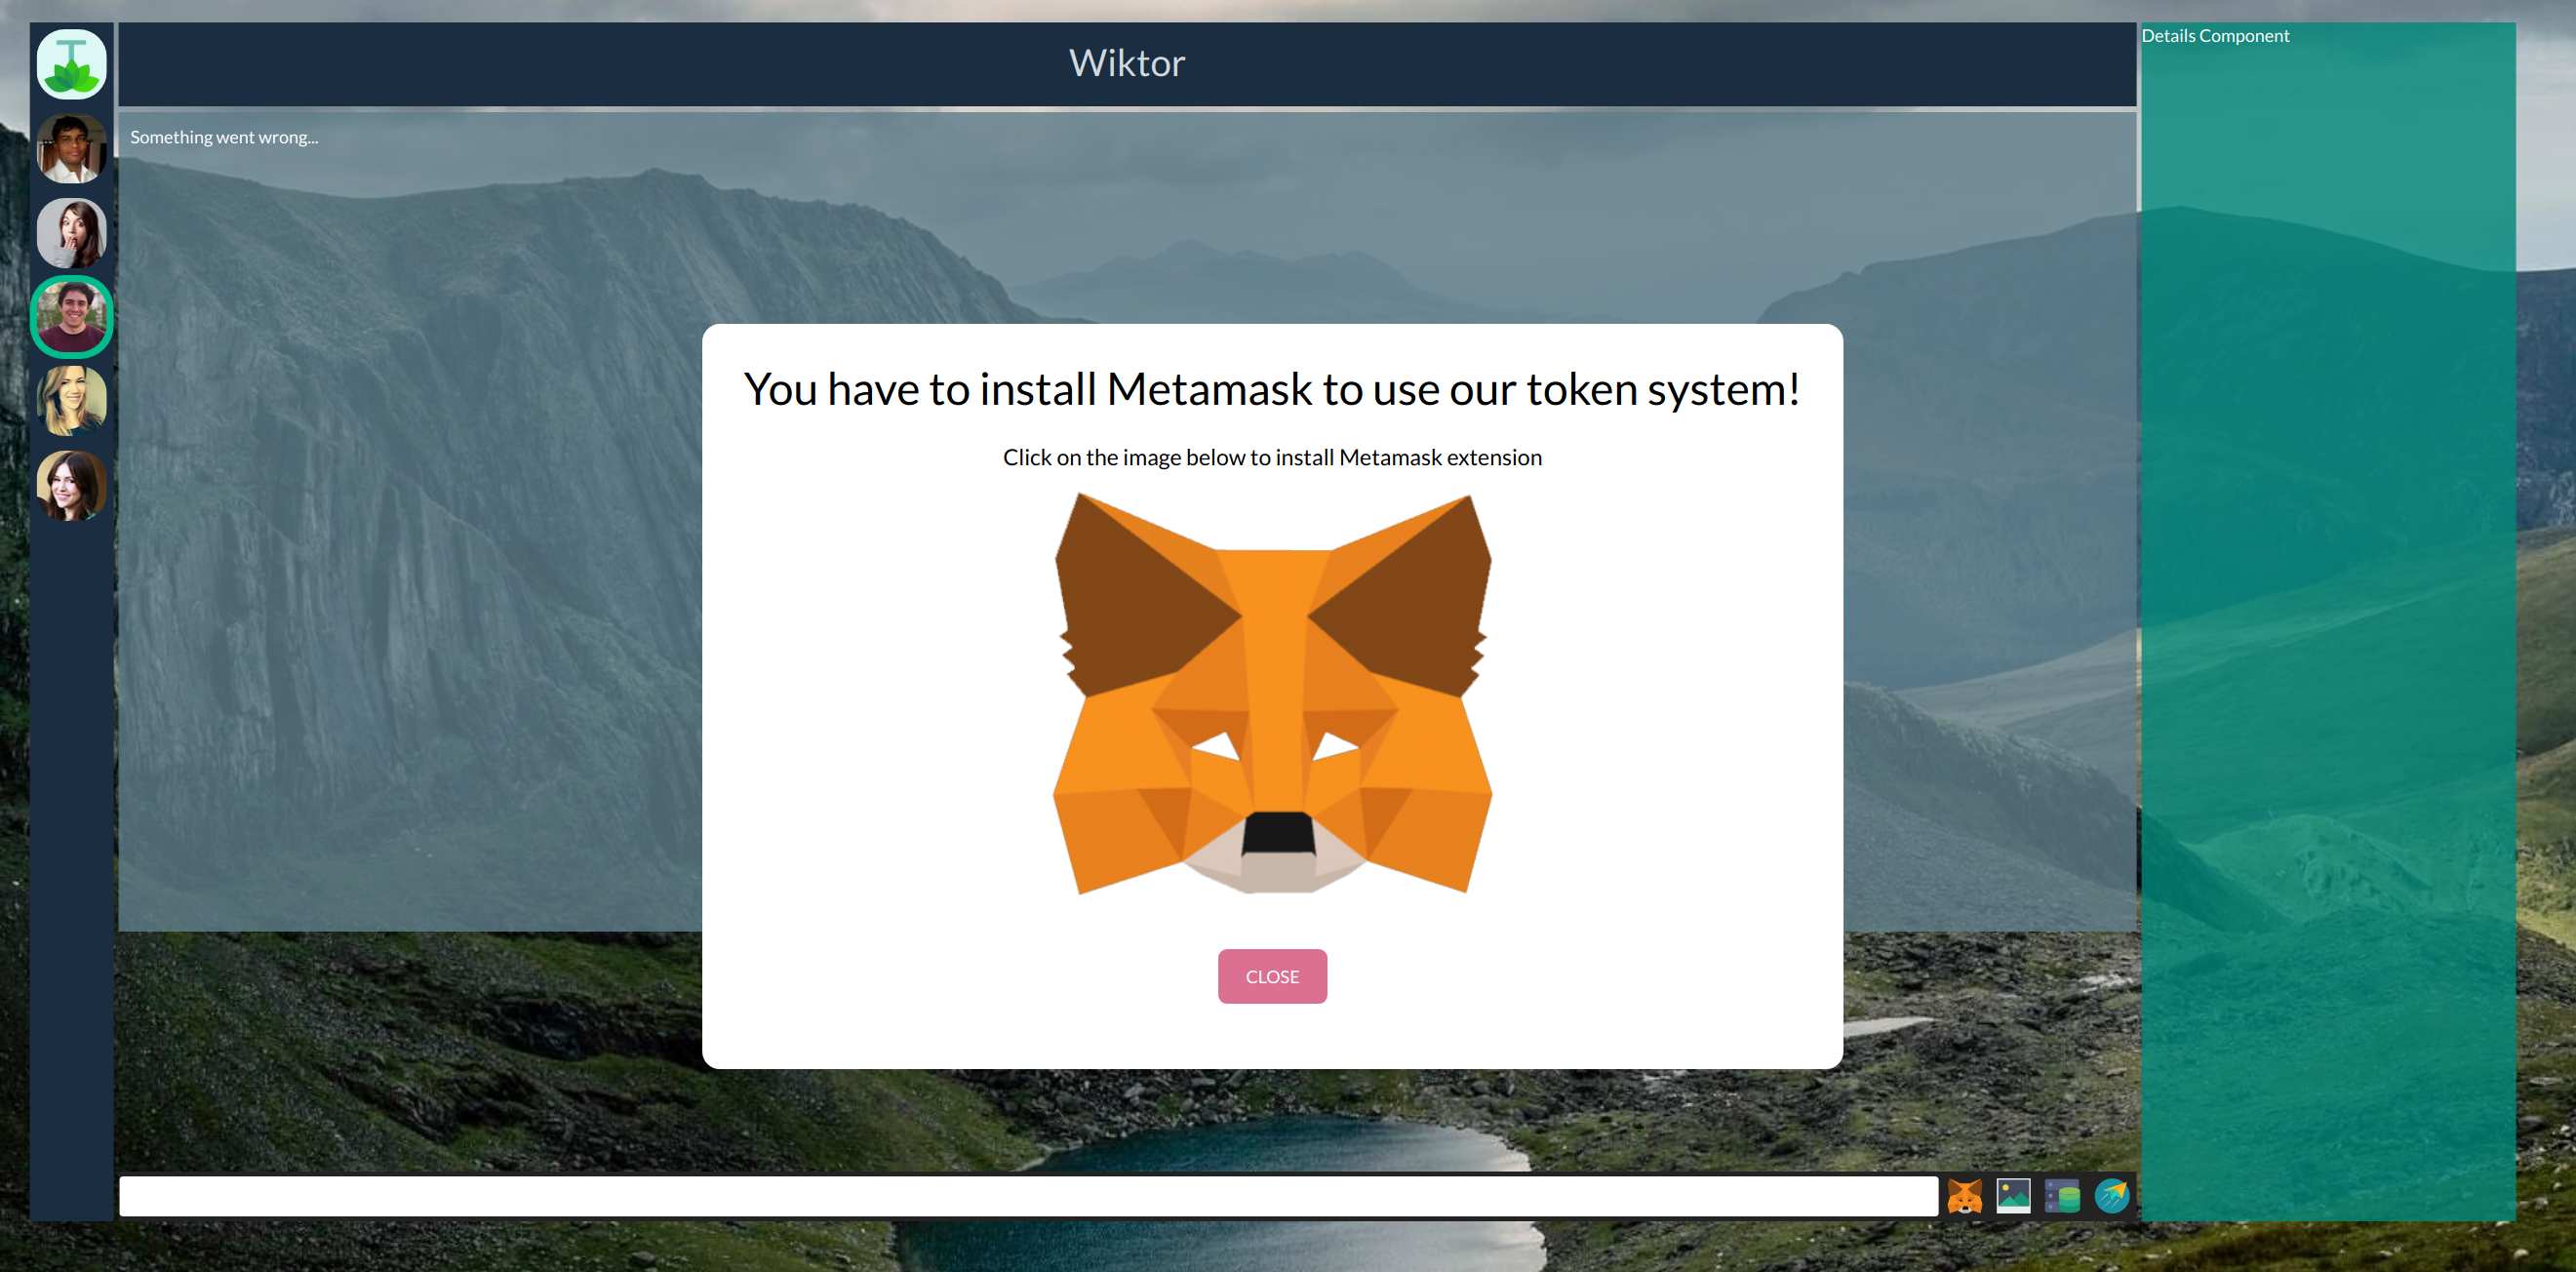 Wiktor
Details Component
Something went wrong...
You have to install Metamask to use our token system!
Click on the image below to install Metamask extension
CLOSE